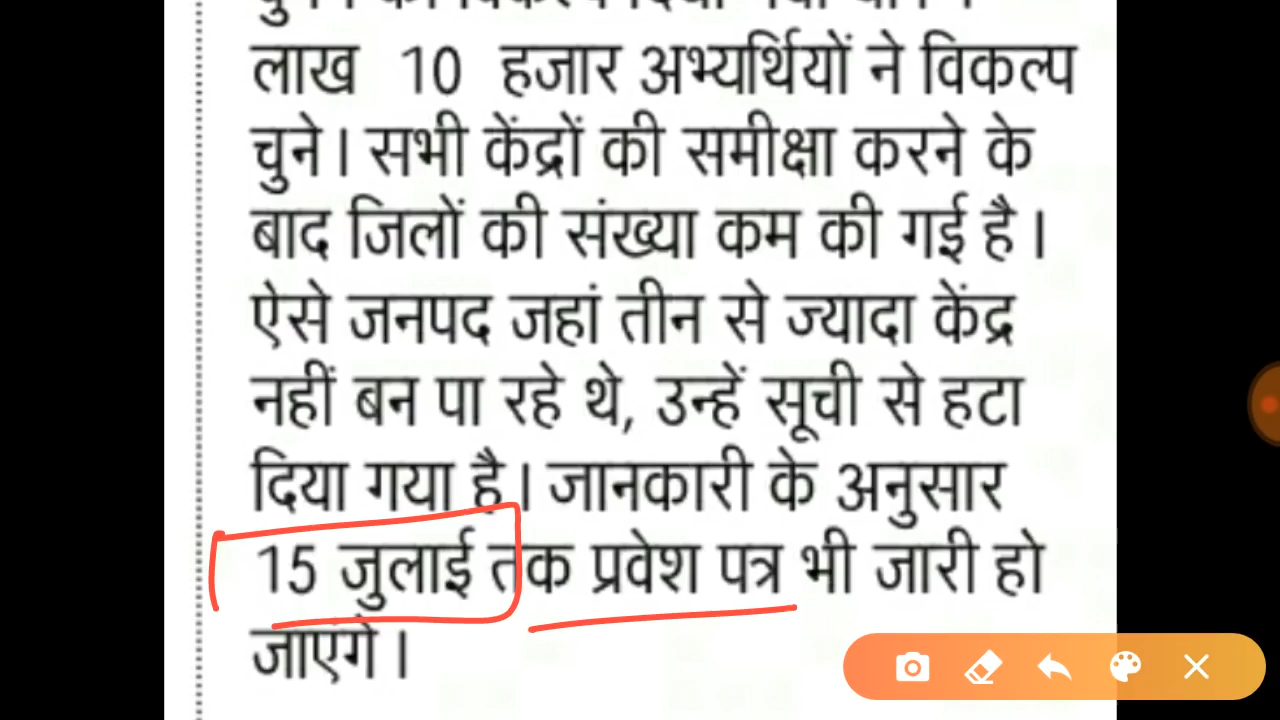 लाख 10 हजार अभ्यर्थियों ने विकल्प
चुने। सभी केंद्रों की समीक्षा करने के
बाद जिलों की संख्या कम की गई है।
ऐसे जनपद जहां तीन से ज्यादा केंद्र
नहीं बन पा रहे थे, उन्हें सूची से हटा
दिया गया है। जानकारी के अनुसार
15 जुलाई तक प्रवेश पत्र भी जारी हो
जाएंगे।